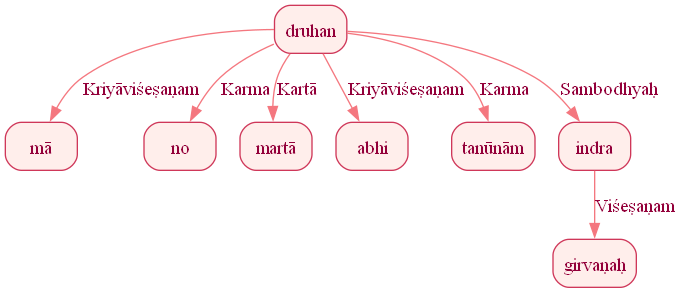 druhan
Kriyāviśeṣaṇam Karma Kartā Kriyāviśeṣaṇam Karma Sambodhyaḥ
mā no martā abhi tanūnām indra
Viśeṣaṇam
girvaṇaḥ